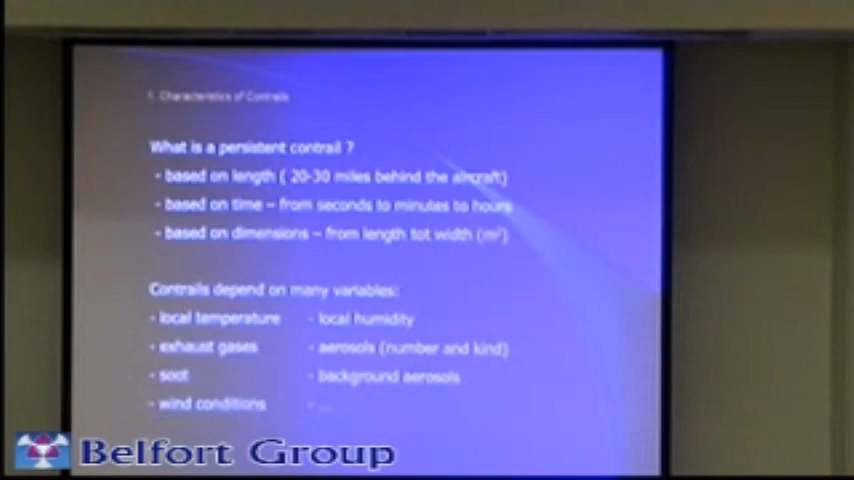 1. Characteristics of Contrails
What is a persistent contrail ?
- based on length ( 20-30 miles behind the aircraft)
- based on time – from seconds to minutes to hours
- based on dimensions – from length tot width (m²)
Contrails depend on many variables:
- local temperature - local humidity
- exhaust gases - aerosols (number and kind)
- soot - background aerosols
- wind conditions - ...
Belfort Group